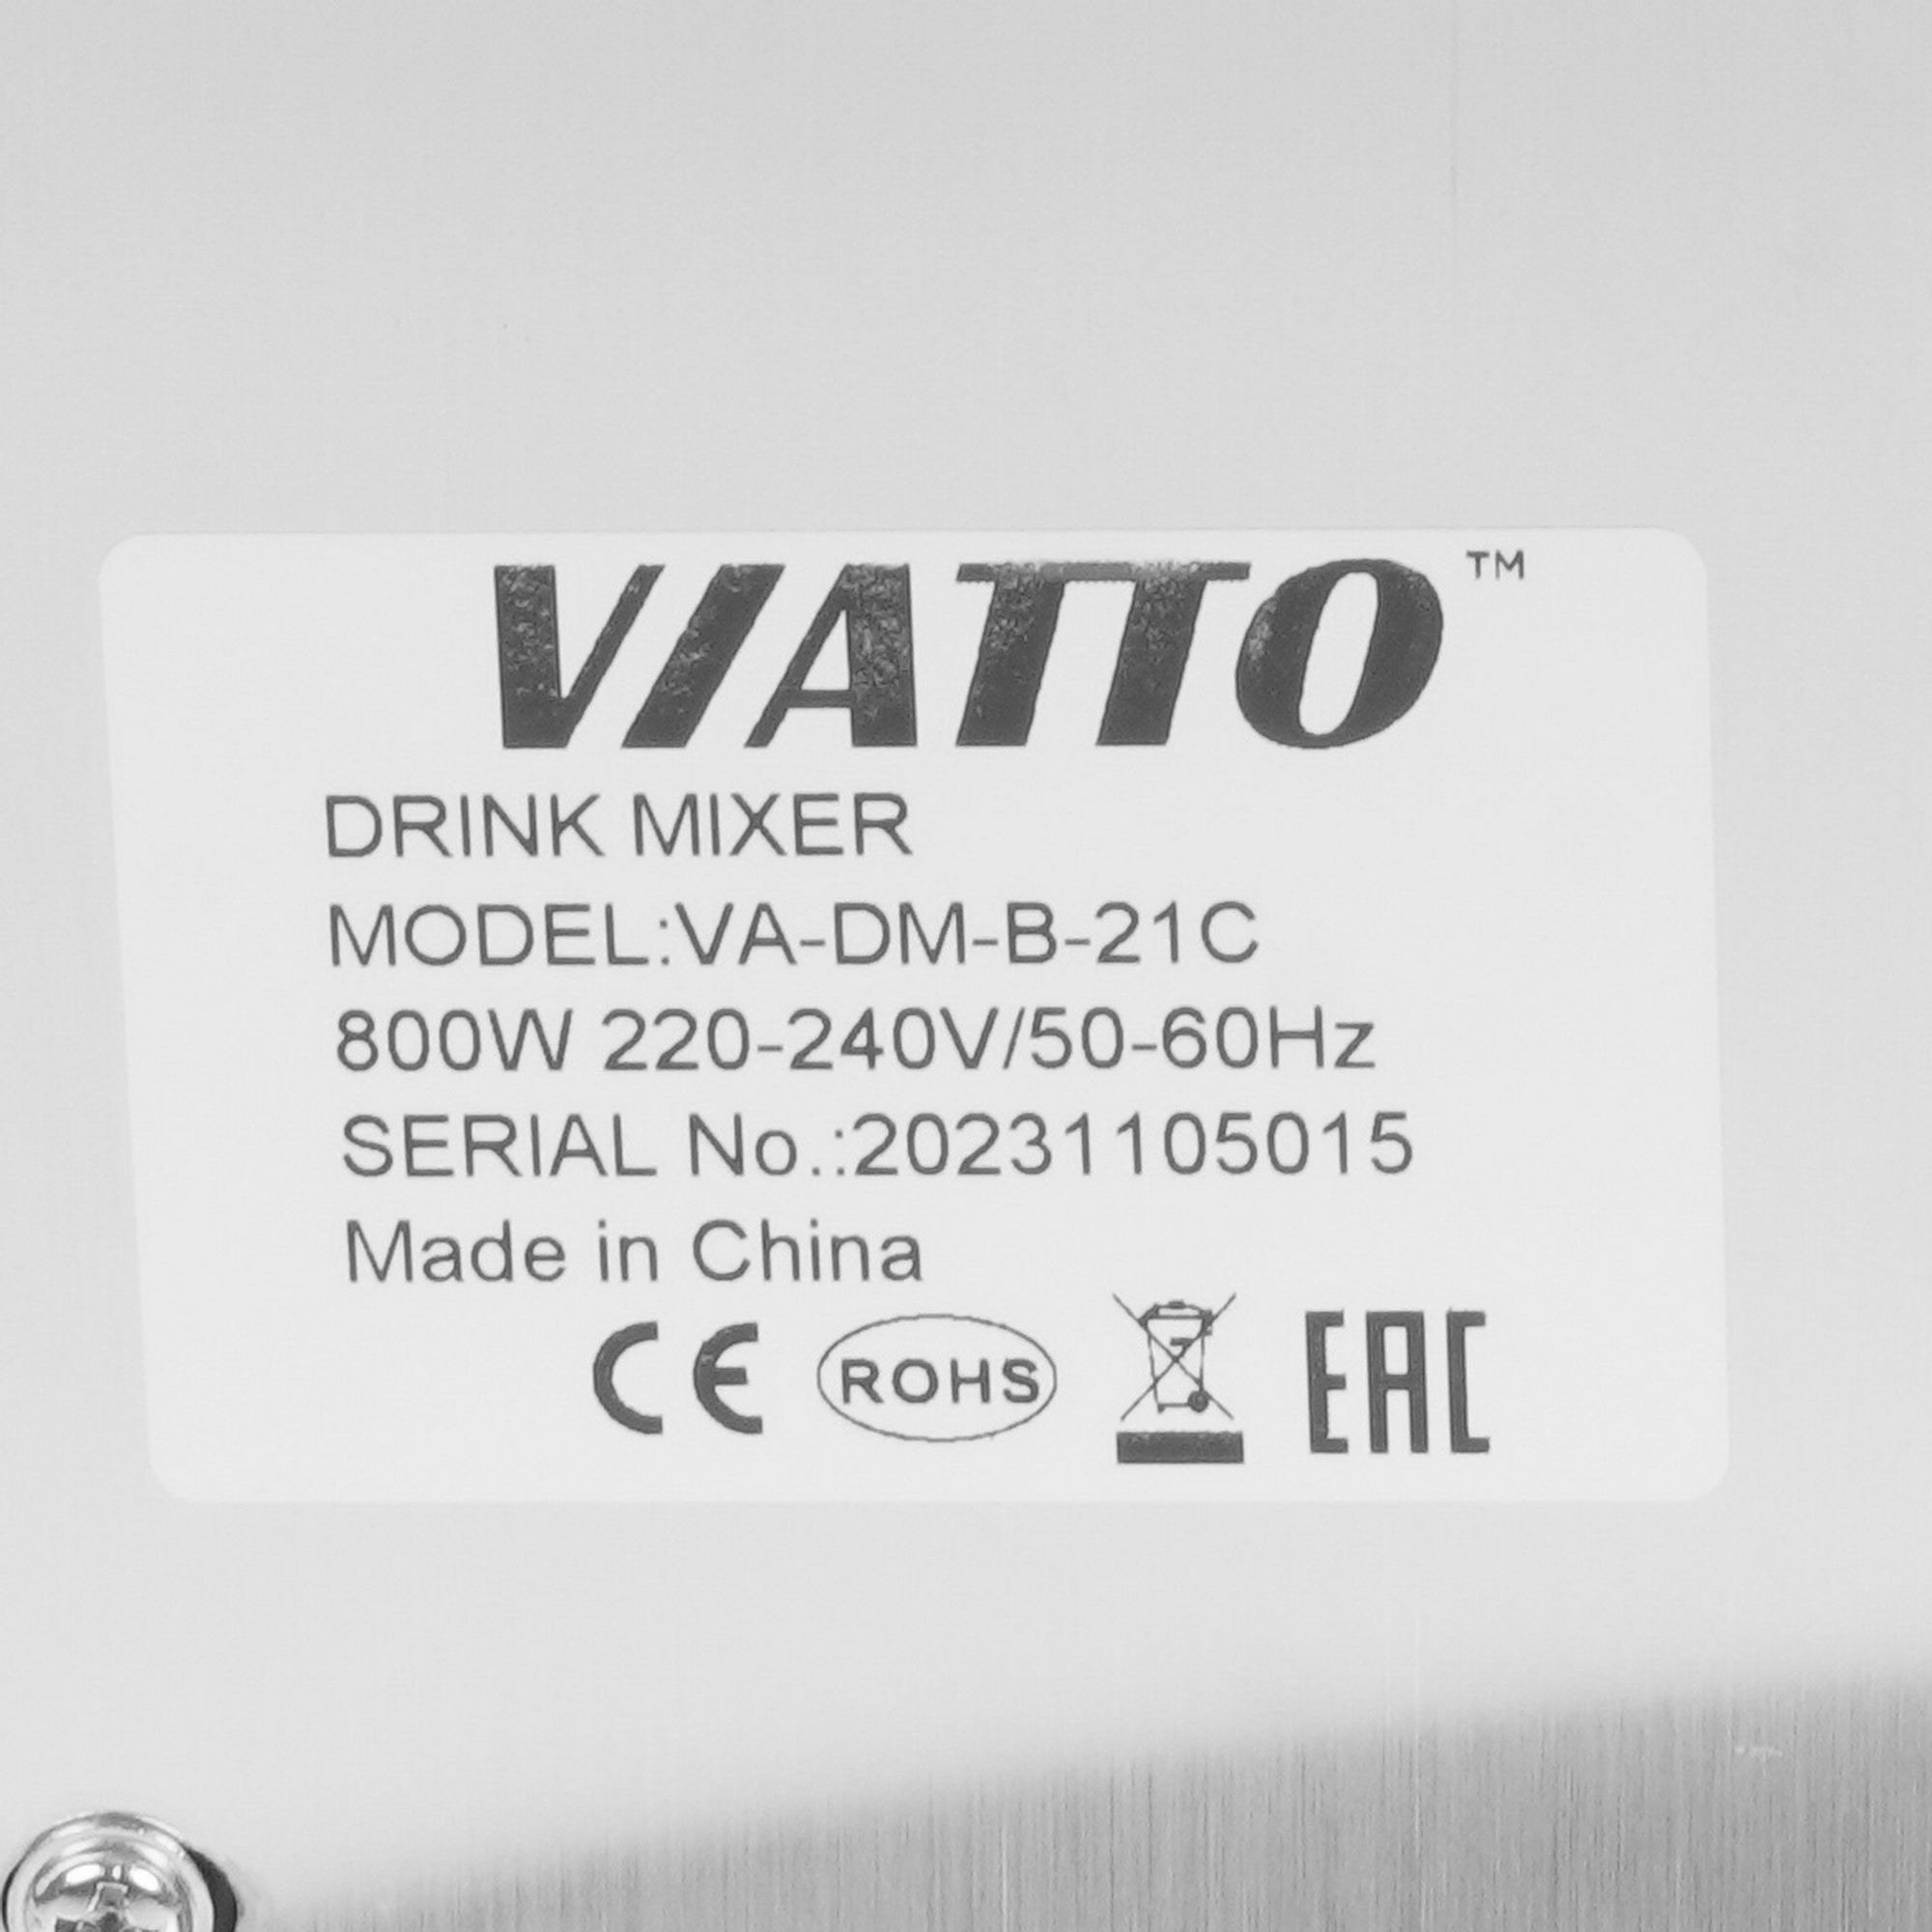 VIATTO™
DRINK MIXER
MODEL:VA-DM-B-21C
800W 220-240V/50-60Hz
SERIAL No.:20231105015
Made in China
CE ROHS EAC